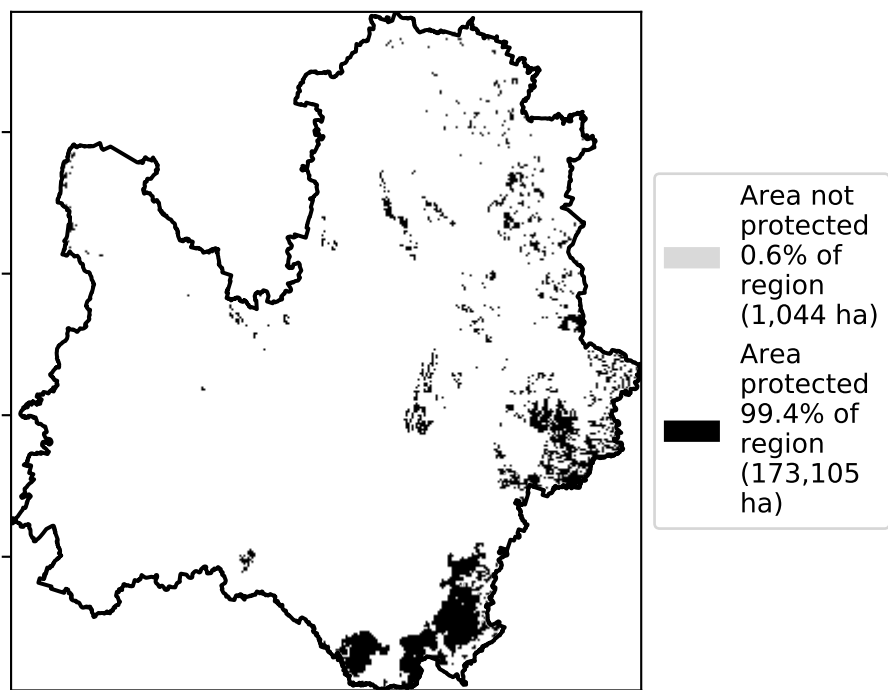 Area not
protected
0.6% of
region
(1,044 ha)
Area
protected
99.4% of
region
(173,105
ha)